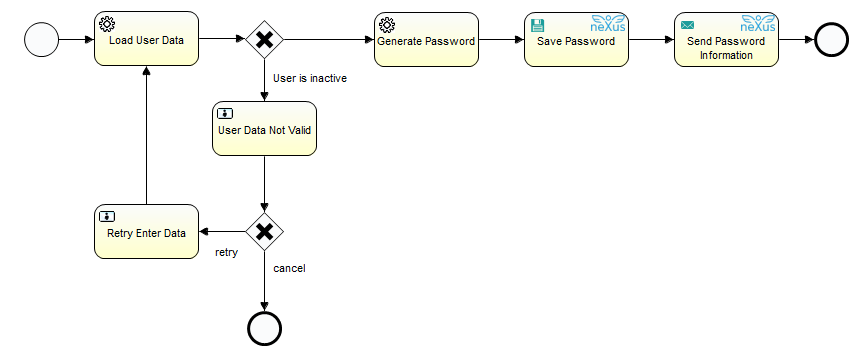 Load User Data
Generate Password
neXus
Save Password
neXus
Send Password
Information
User is inactive
User Data Not Valid
Retry Enter Data
retry
cancel